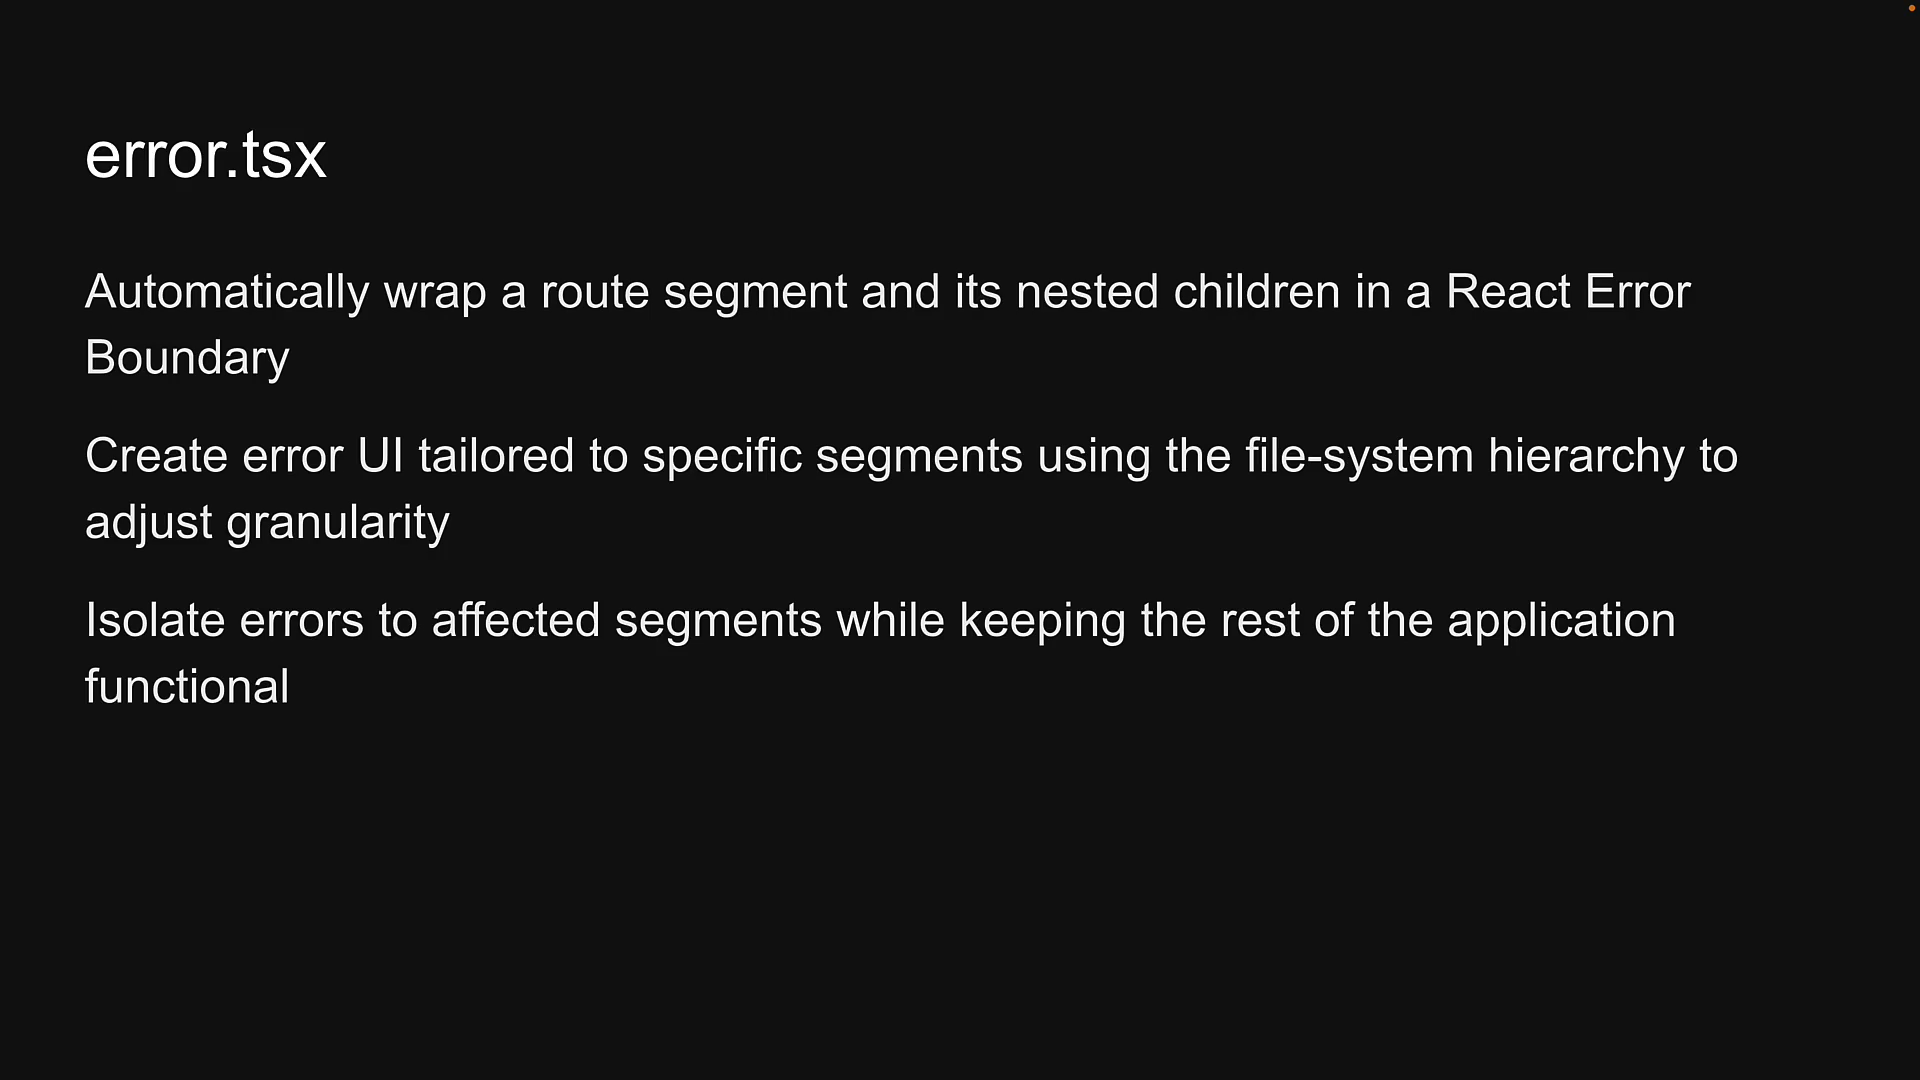 error.tsx
Automatically wrap a route segment and its nested children in a React Error
Boundary
Create error UI tailored to specific segments using the file-system hierarchy to
adjust granularity
Isolate errors to affected segments while keeping the rest of the application
functional